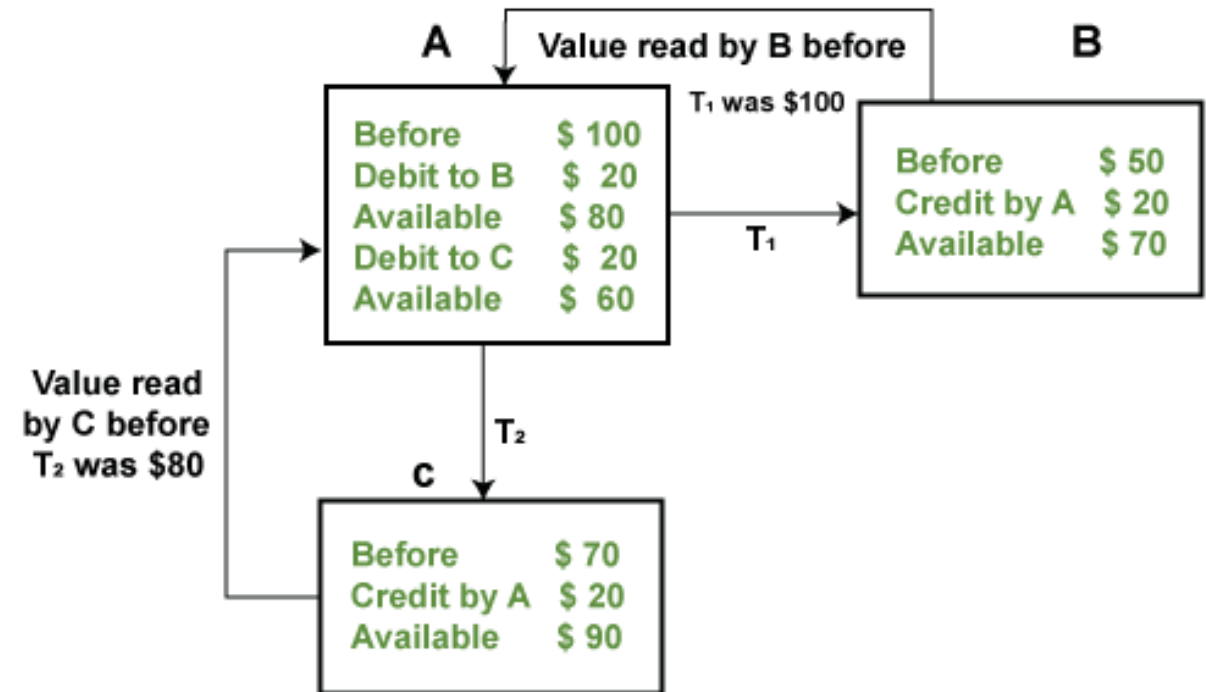 A
Value read by B before
T₁ was $100
B
Before $ 100
Debit to B $ 20
Available $ 80
Debit to C $ 20
Available $ 60
T₁
Before $ 50
Credit by A $ 20
Available $ 70
Value read
by C before
T₂ was $80
T₂
c
Before $ 70
Credit by A $ 20
Available $ 90